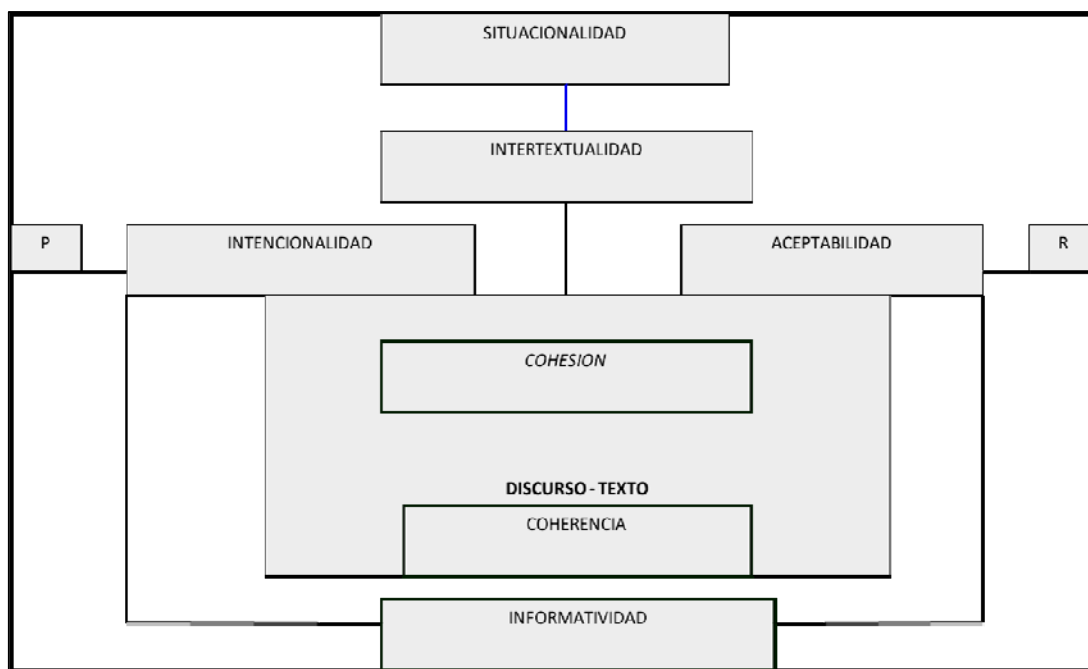 SITUACIONALIDAD
INTERTEXTUALIDAD
P
INTENCIONALIDAD
ACEPTABILIDAD
R
COHESION
DISCURSO - TEXTO
COHERENCIA
INFORMATIVIDAD